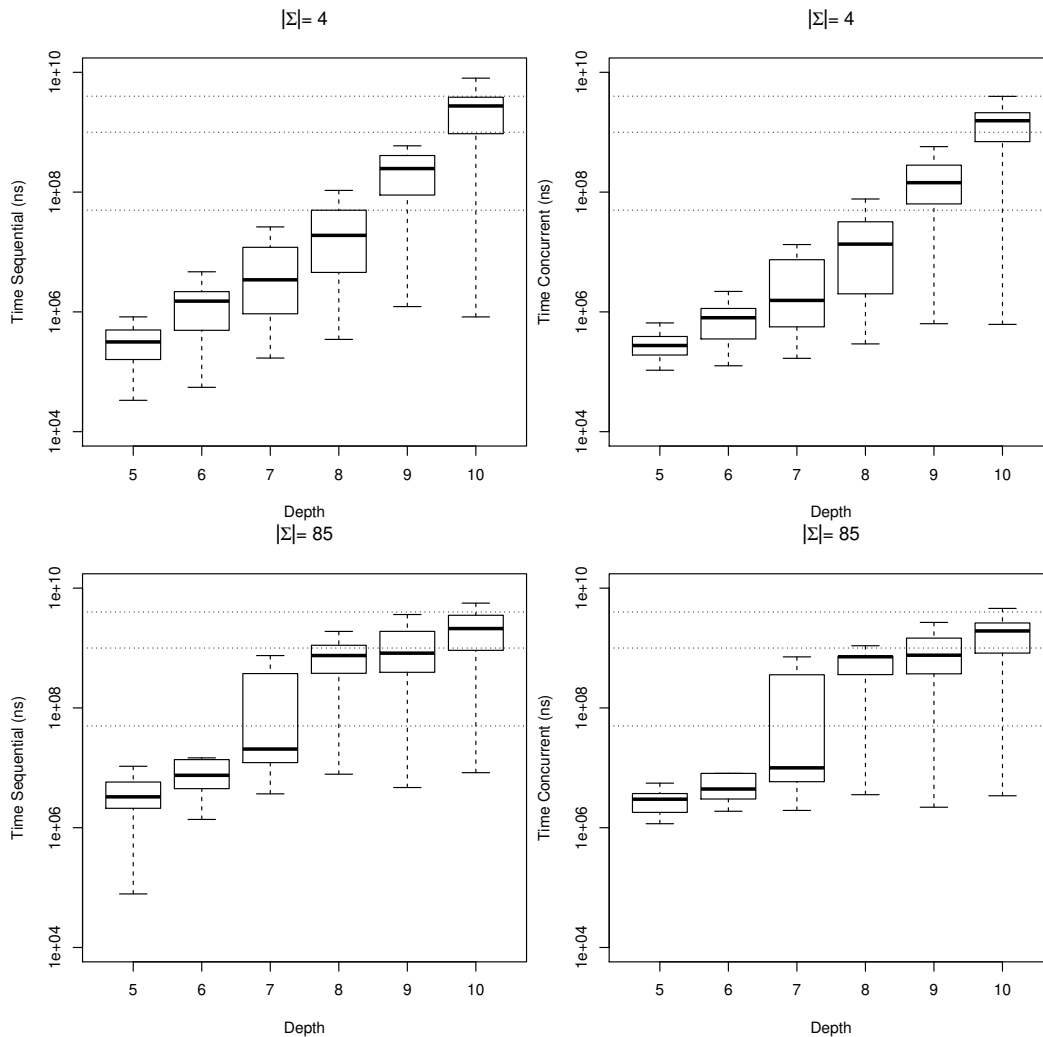 |Σ|= 4
Time Sequential (ns)
1e+10
1e+08
1e+06
1e+04
5 6 7 8 9 10
Depth
|Σ|= 4
Time Concurrent (ns)
1e+10
1e+08
1e+06
1e+04
5 6 7 8 9 10
Depth
|Σ|= 85
Time Sequential (ns)
1e+10
1e+08
1e+06
1e+04
5 6 7 8 9 10
Depth
|Σ|= 85
Time Concurrent (ns)
1e+10
1e+08
1e+06
1e+04
5 6 7 8 9 10
Depth